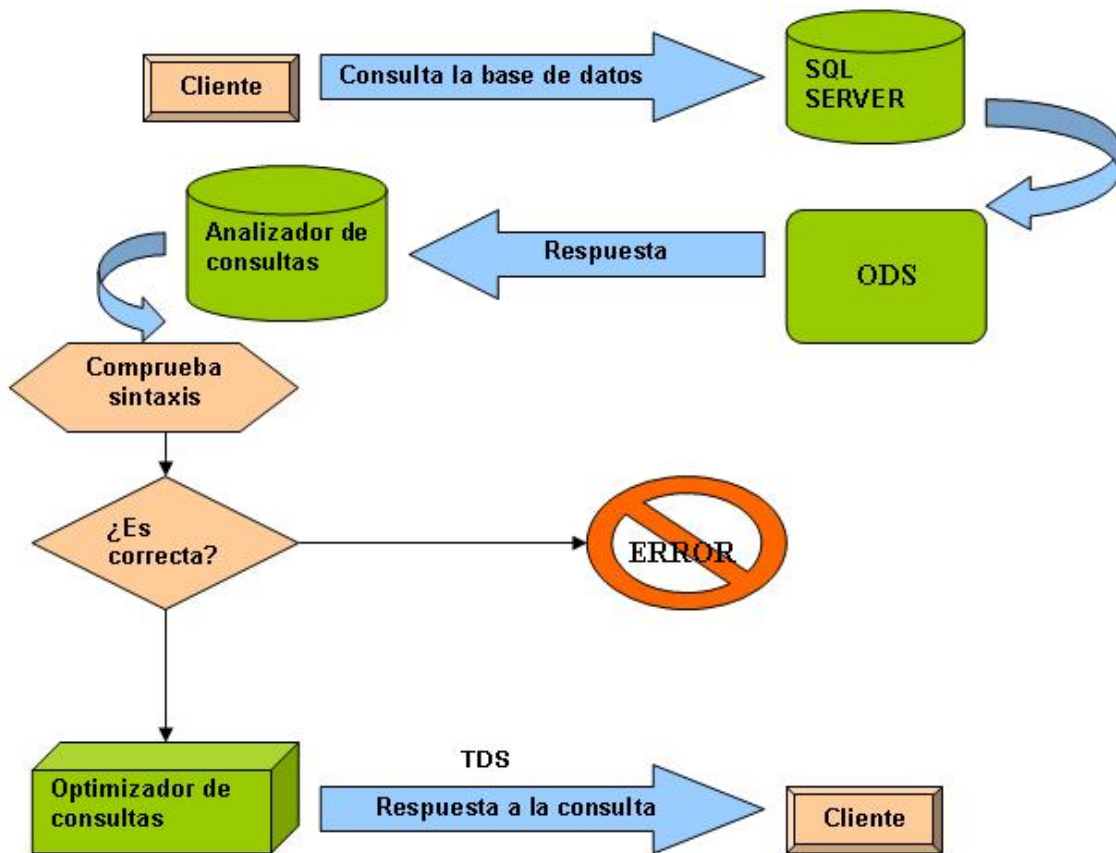 Cliente
Consulta la base de datos
SQL
SERVER
Analizador de
consultas
Respuesta
ODS
Comprueba
sintaxis
¿Es
correcta?
ERROR
Optimizador de
consultas
TDS
Respuesta a la consulta
Cliente